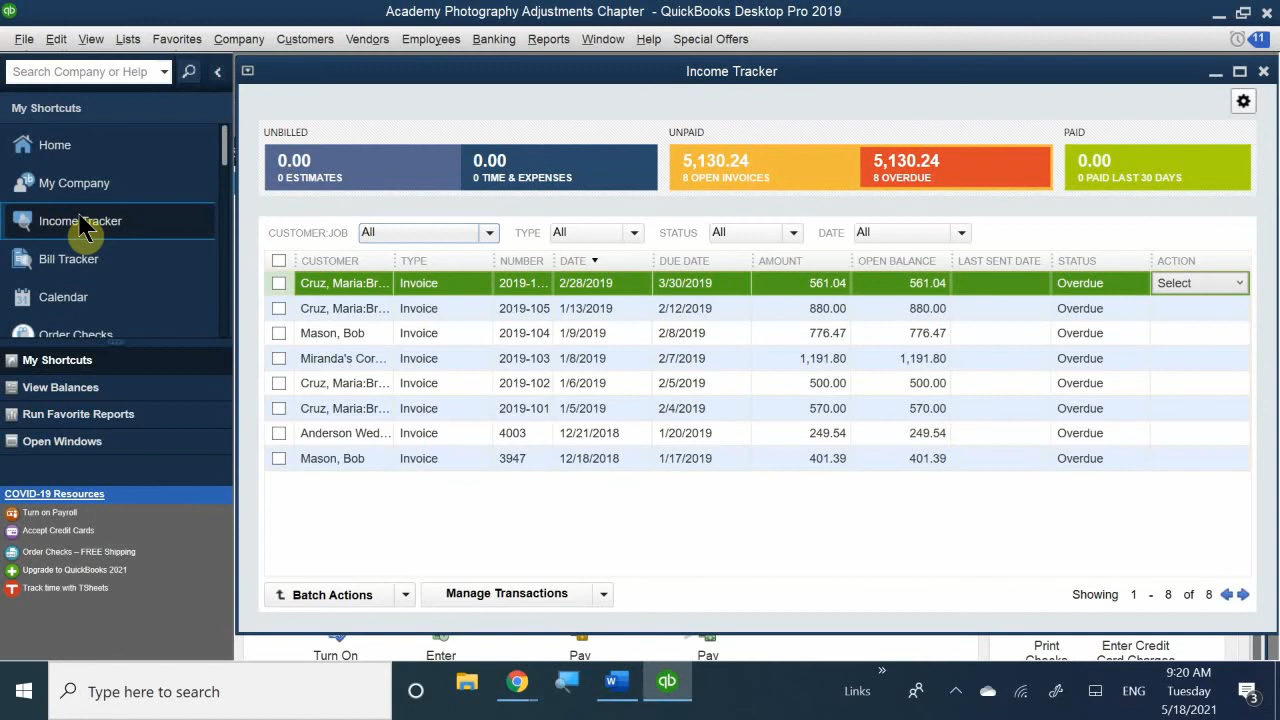 Academy Photography Adjustments Chapter - QuickBooks Desktop Pro 2019
File Edit View Lists Favorites Company Customers Vendors Employees Banking Reports Window Help Special Offers 11
Search Company or Help
Income Tracker
My Shortcuts
Home
My Company
Income Tracker
Bill Tracker
Calendar
Order Checks
My Shortcuts
View Balances
Run Favorite Reports
Open Windows
COVID-19 Resources
Turn on Payroll
Accept Credit Cards
Order Checks – FREE Shipping
Upgrade to QuickBooks 2021
Track time with TSheets
UNBILLED UNPAID PAID
0.00 0.00 5,130.24 5,130.24 0.00
0 ESTIMATES 0 TIME & EXPENSES 8 OPEN INVOICES 8 OVERDUE 0 PAID LAST 30 DAYS
CUSTOMER:JOB All TYPE All STATUS All DATE All
CUSTOMER TYPE NUMBER DATE DUE DATE AMOUNT OPEN BALANCE LAST SENT DATE STATUS ACTION
Cruz, Maria:Br... Invoice 2019-1... 2/28/2019 3/30/2019 561.04 561.04 Overdue Select
Cruz, Maria:Br... Invoice 2019-105 1/13/2019 2/12/2019 880.00 880.00 Overdue
Mason, Bob Invoice 2019-104 1/9/2019 2/8/2019 776.47 776.47 Overdue
Miranda's Cor... Invoice 2019-103 1/8/2019 2/7/2019 1,191.80 1,191.80 Overdue
Cruz, Maria:Br... Invoice 2019-102 1/6/2019 2/5/2019 500.00 500.00 Overdue
Cruz, Maria:Br... Invoice 2019-101 1/5/2019 2/4/2019 570.00 570.00 Overdue
Anderson Wed... Invoice 4003 12/21/2018 1/20/2019 249.54 249.54 Overdue
Mason, Bob Invoice 3947 12/18/2018 1/17/2019 401.39 401.39 Overdue
Batch Actions Manage Transactions Showing 1 - 8 of 8
Turn On Enter Pay Pay Print Enter Credit
Checks Card Charges
Type here to search
Links
ENG
9:20 AM
Tuesday
5/18/2021
3